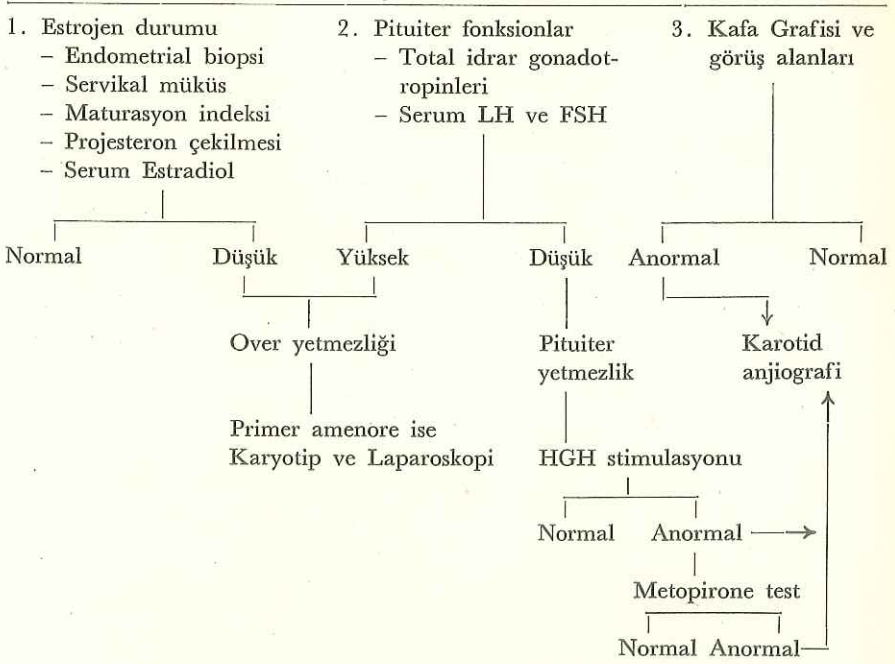 1. Estrojen durumu
– Endometrial biopsi
– Servikal müküs
– Maturasyon indeksi
– Projesteron çekilmesi
– Serum Estradiol
2. Pituiter fonksionlar
– Total idrar gonadot-
ropinleri
– Serum LH ve FSH
3. Kafa Grafisi ve
görüş alanları
Normal Düşük Yüksek Düşük Anormal Normal
Over yetmezliği
Pituiter
yetmezlik
Karotid
anjiografi
Primer amenore ise
Karyotip ve Laparoskopi
HGH stimulasyonu
Normal Anormal
Metopirone test
Normal Anormal